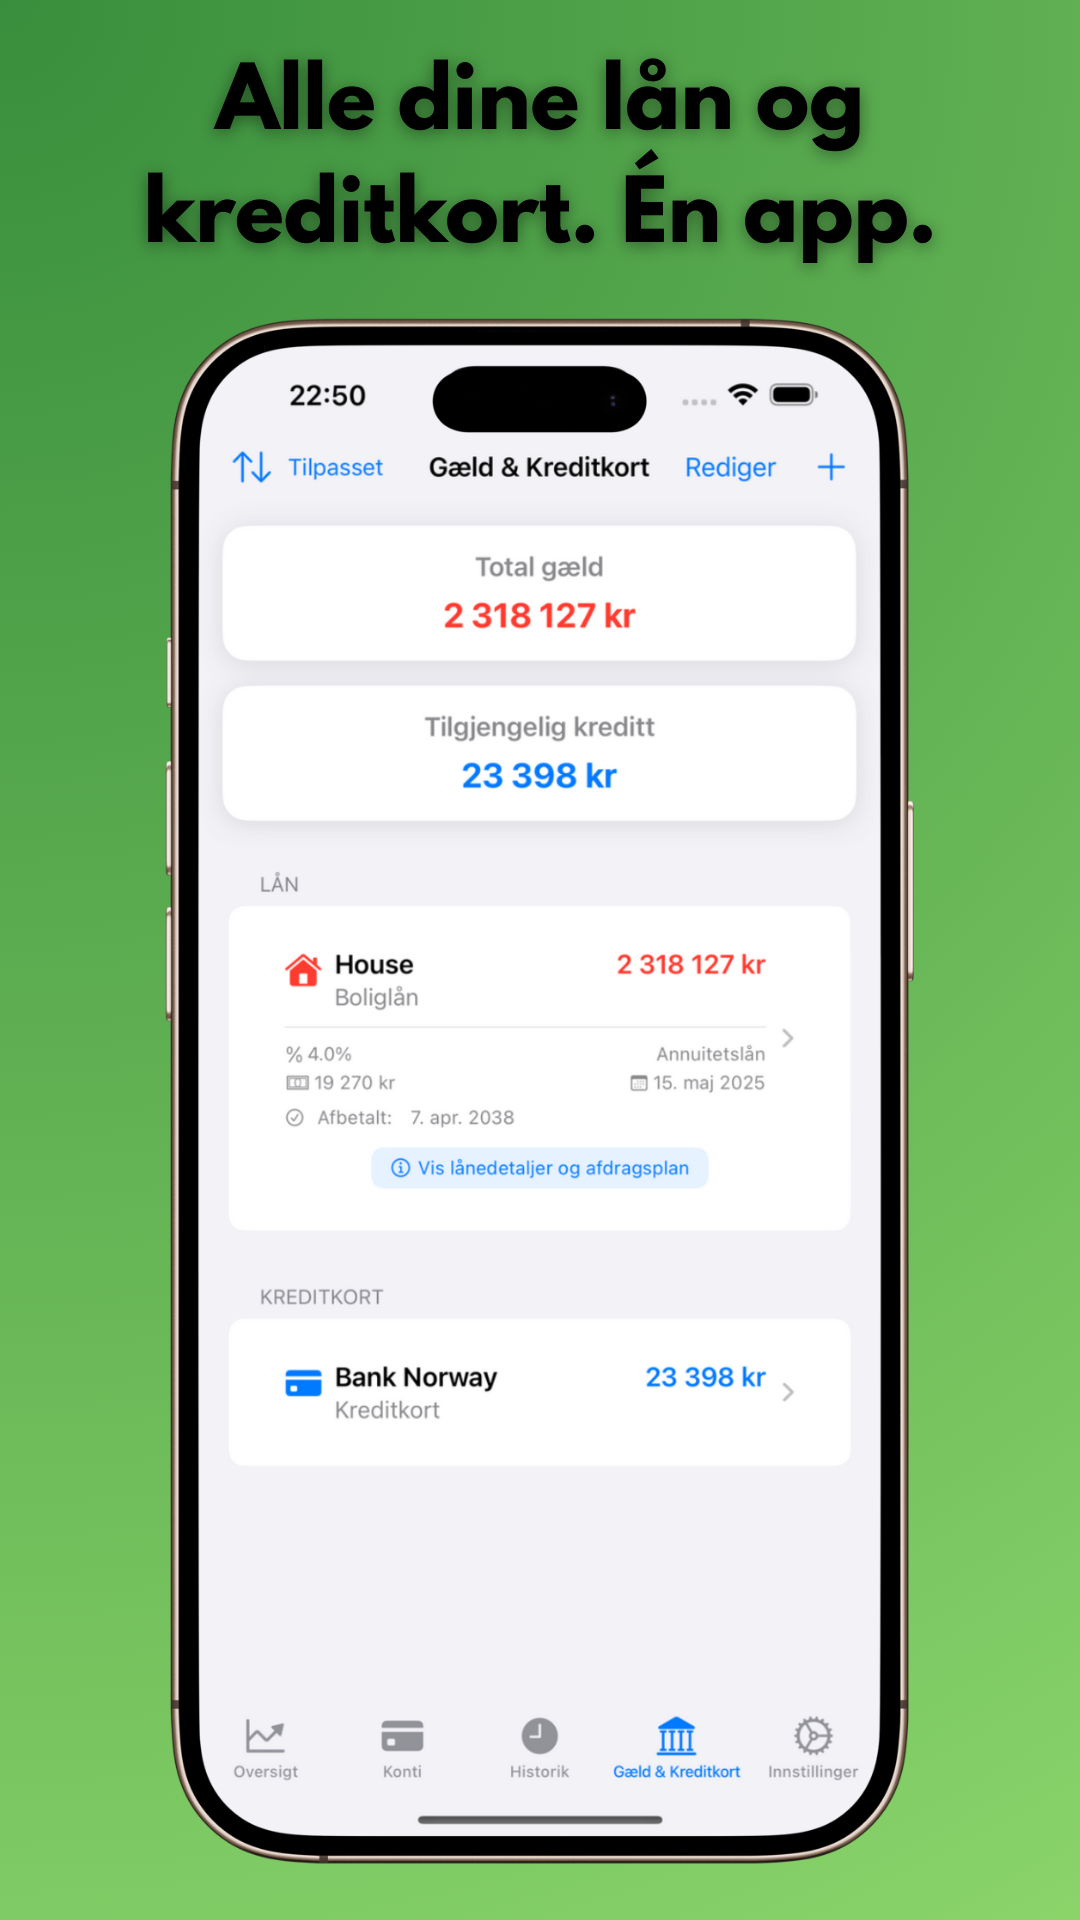 Alle dine lån og
kreditkort. Én app.
22:50
Tilpasset Gæld & Kreditkort Rediger +
Total gæld
2 318 127 kr
Tilgjengelig kreditt
23 398 kr
LÅN
House 2 318 127 kr
Boliglån
% 4.0% Annuitetslån
19 270 kr 15. maj 2025
Afbetalt: 7. apr. 2038
Vis lånedetaljer og afdragsplan
KREDITKORT
Bank Norway 23 398 kr
Kreditkort
Oversigt Konti Historik Gæld & Kreditkort Innstillinger